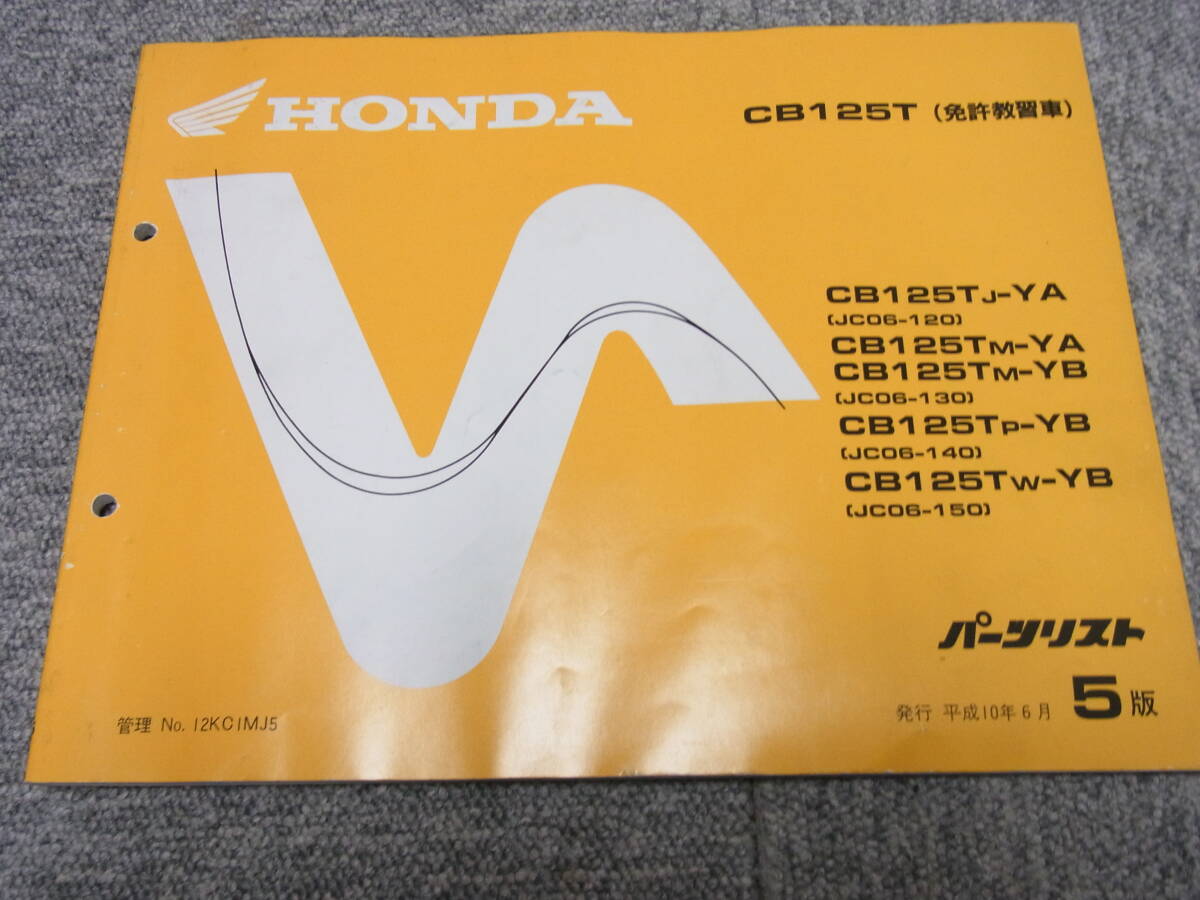 HONDA
CB125T (免許教習車)
CB125TJ-YA
(JC06-120)
CB125TM-YA
CB125TM-YB
(JC06-130)
CB125TP-YB
(JC06-140)
CB125TW-YB
(JC06-150)
パーツリスト
管理 No. 12KC1MJ5
発行 平成10年6月 5版